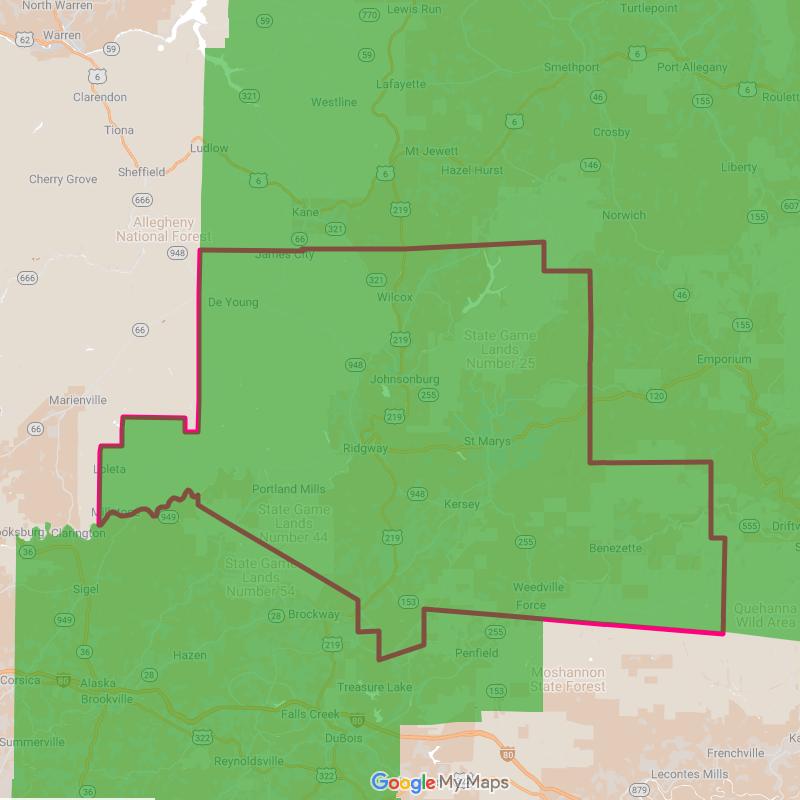 North Warren
Lewis Run
Turtlepoint
770
59
62
Warren
59
59
6
Smethport
Port Allegany
6
Lafayette
6
Clarendon
321
Westline
46
155
Roulett
Tiona
6
Crosby
Ludlow
Mt Jewett
146
Liberty
Sheffield
Hazel Hurst
Cherry Grove
6
6
666
Kane
219
Norwich
607
155
Allegheny
National Forest
321
66
948
James City
666
321
De Young
Wilcox
46
66
155
State Game
Lands
Number 25
219
Emporium
948
Johnsonburg
Marienville
255
120
219
66
St Marys
Ridgway
Loleta
Portland Mills
948
Kersey
State Game
Lands
Number 44
949
ooksburg
Clarington
555
Driftw
219
255
Benezette
36
State Game
Lands
Number 54
Sigel
Weedville
153
Force
28
Brockway
Quehanna
Wild Area
949
255
219
36
Hazen
Penfield
28
Moshannon
State Forest
Corsica
80
Alaska
Treasure Lake
153
Brookville
Falls Creek
80
322
DuBois
Summerville
80
Frenchville
Reynoldsville
322
Lecontes Mills
36
879
Google My Maps